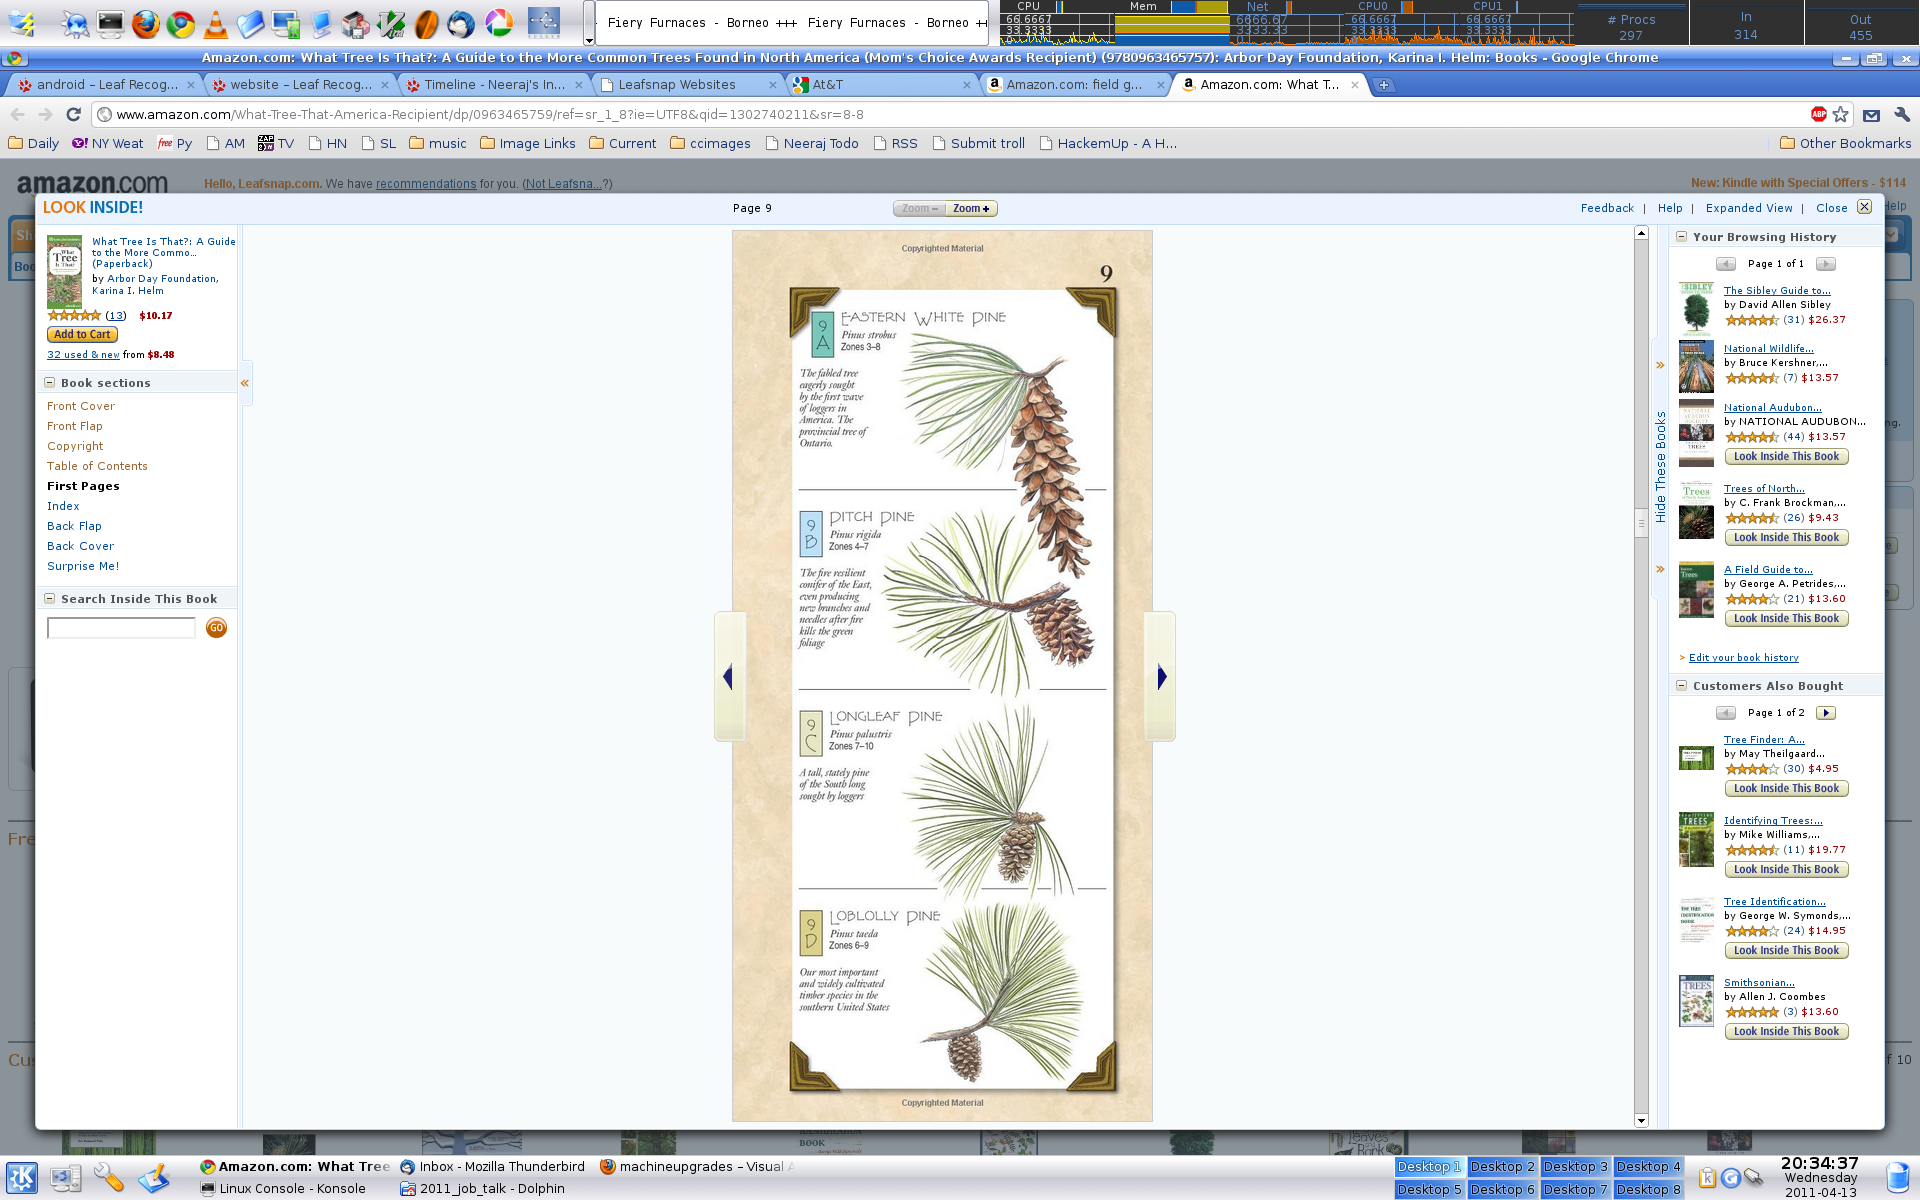 Fiery Furnaces - Borneo +++ Fiery Furnaces - Borneo
CPU
Mem
Net
CPU0
CPU1
66.6667
33.3333
# Procs
297
In
314
Out
455
Amazon.com: What Tree Is That?: A Guide to the More Common Trees Found in North America (Mom's Choice Awards Recipient) (9780963465757): Arbor Day Foundation, Karina I. Helm: Books - Google Chrome
android – Leaf Recog...
website – Leaf Recog...
Timeline - Neeraj's In...
Leafsnap Websites
At&T
Amazon.com: field g...
Amazon.com: What T...
www.amazon.com/What-Tree-That-America-Recipient/dp/0963465759/ref=sr_1_8?ie=UTF8&qid=1302740211&sr=8-8
ABP
Daily
NY Weat
free Py
AM
TV
HN
SL
music
Image Links
Current
ccimages
Neeraj Todo
RSS
Submit troll
HackemUp - A H...
Other Bookmarks
amazon.com
Hello, Leafsnap.com. We have recommendations for you. (Not Leafsna...?)
New: Kindle with Special Offers - $114
LOOK INSIDE!
Page 9
Zoom –
Zoom +
Feedback | Help | Expanded View | Close
What Tree Is That?: A Guide
to the More Commo...
(Paperback)
by Arbor Day Foundation,
Karina I. Helm
(13) $10.17
Add to Cart
32 used & new from $8.48
Book sections
Front Cover
Front Flap
Copyright
Table of Contents
First Pages
Index
Back Flap
Back Cover
Surprise Me!
Search Inside This Book
GO
Copyrighted Material
9
9A
EASTERN WHITE PINE
Pinus strobus
Zones 3–8
The fabled tree
eagerly sought
by the first wave
of loggers in
America. The
provincial tree of
Ontario.
9B
PITCH PINE
Pinus rigida
Zones 4–7
The fire resilient
conifer of the East,
even producing
new branches and
needles after fire
kills the green
foliage
9C
LONGLEAF PINE
Pinus palustris
Zones 7–10
A tall, stately pine
of the South long
sought by loggers
9D
LOBLOLLY PINE
Pinus taeda
Zones 6–9
Our most important
and widely cultivated
timber species in the
southern United States
Copyrighted Material
Hide These Books
Your Browsing History
Page 1 of 1
The Sibley Guide to...
by David Allen Sibley
(31) $26.37
National Wildlife...
by Bruce Kershner,...
(7) $13.57
National Audubon...
by NATIONAL AUDUBON...
(44) $13.57
Look Inside This Book
Trees of North...
by C. Frank Brockman,...
(26) $9.43
Look Inside This Book
A Field Guide to...
by George A. Petrides,...
(21) $13.60
Look Inside This Book
> Edit your book history
Customers Also Bought
Page 1 of 2
Tree Finder: A...
by May Theilgaard...
(30) $4.95
Look Inside This Book
Identifying Trees:...
by Mike Williams,...
(11) $19.77
Look Inside This Book
Tree Identification...
by George W. Symonds,...
(24) $14.95
Look Inside This Book
Smithsonian...
by Allen J. Coombes
(3) $13.60
Look Inside This Book
Amazon.com: What Tree
Inbox - Mozilla Thunderbird
machineupgrades – Visual
Linux Console - Konsole
2011_job_talk - Dolphin
Desktop 1 Desktop 2 Desktop 3 Desktop 4
Desktop 5 Desktop 6 Desktop 7 Desktop 8
20:34:37
Wednesday
2011-04-13